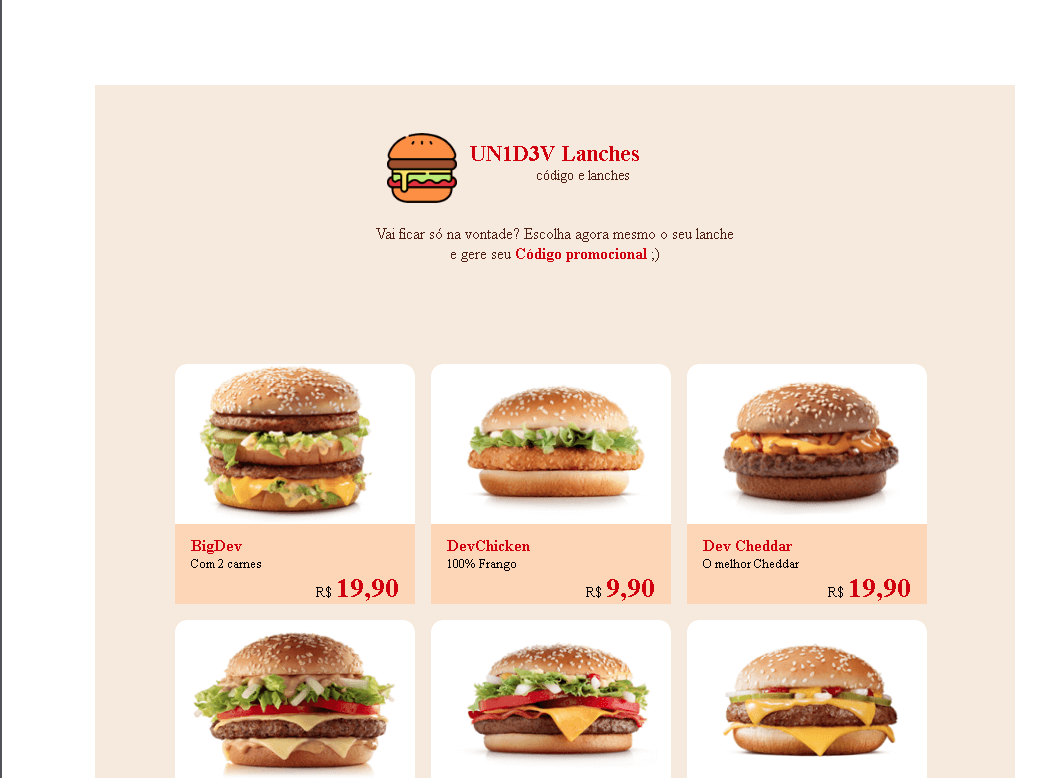 UN1D3V Lanches
código e lanches
Vai ficar só na vontade? Escolha agora mesmo o seu lanche
e gere seu Código promocional ;)
BigDev
Com 2 carnes
R$ 19,90
DevChicken
100% Frango
R$ 9,90
Dev Cheddar
O melhor Cheddar
R$ 19,90